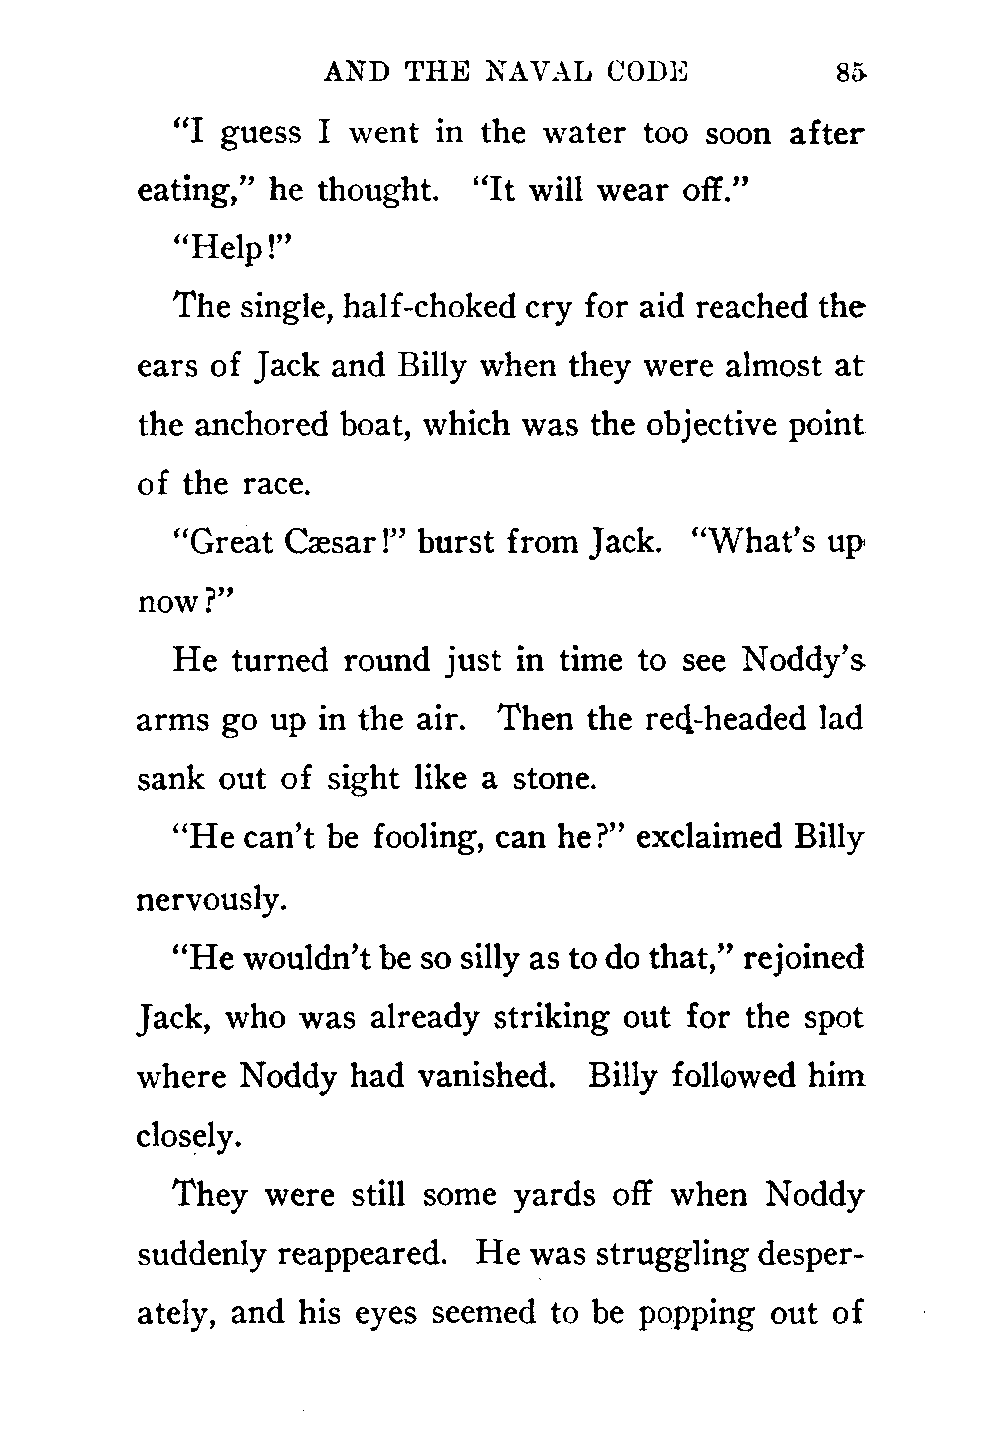 AND THE NAVAL CODE 85
“I guess I went in the water too soon after
eating,” he thought. “It will wear off.”
“Help!”
The single, half-choked cry for aid reached the
ears of Jack and Billy when they were almost at
the anchored boat, which was the objective point
of the race.
“Great Cæsar!” burst from Jack. “What’s up
now?”
He turned round just in time to see Noddy’s
arms go up in the air. Then the red-headed lad
sank out of sight like a stone.
“He can’t be fooling, can he?” exclaimed Billy
nervously.
“He wouldn’t be so silly as to do that,” rejoined
Jack, who was already striking out for the spot
where Noddy had vanished. Billy followed him
closely.
They were still some yards off when Noddy
suddenly reappeared. He was struggling desper-
ately, and his eyes seemed to be popping out of